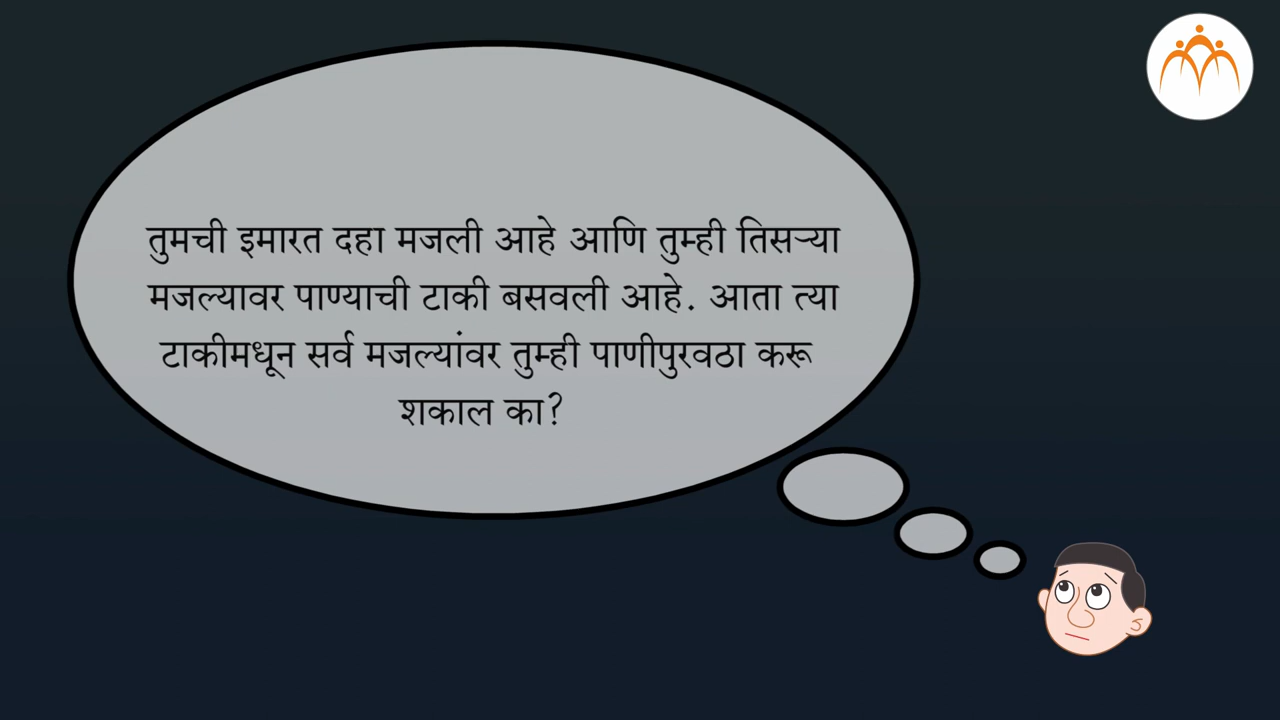 तुमची इमारत दहा मजली आहे आणि तुम्ही तिसऱ्या
मजल्यावर पाण्याची टाकी बसवली आहे. आता त्या
टाकीमधून सर्व मजल्यांवर तुम्ही पाणीपुरवठा करू
शकाल का?